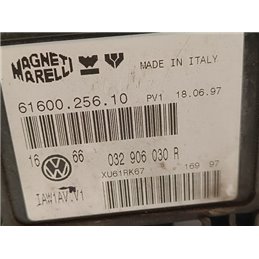 MAGNETI
MARELLI
MADE IN ITALY
61600.256.10 PV1 18.06.97
16 66
032 906 030 R
IAW1AV.V1
XU61RK67 169 97